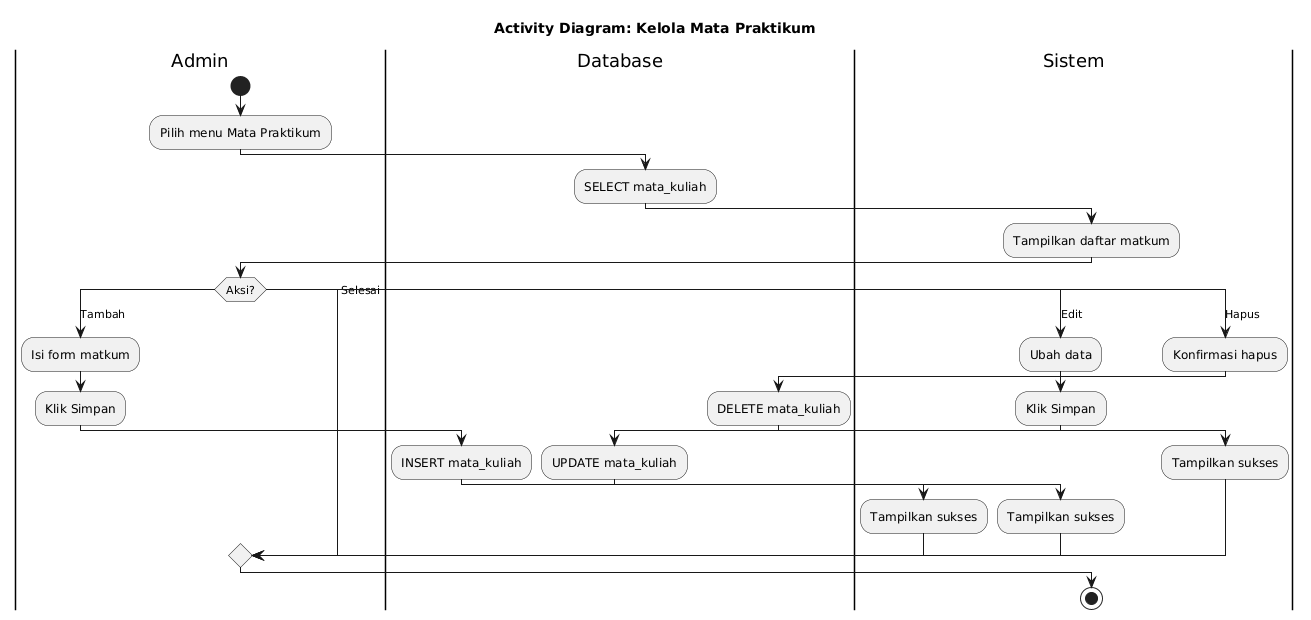 Activity Diagram: Kelola Mata Praktikum
Admin
Database
Sistem
Pilih menu Mata Praktikum
SELECT mata_kuliah
Tampilkan daftar matkum
Aksi?
Selesai
Tambah
Edit
Hapus
Isi form matkum
Ubah data
Konfirmasi hapus
Klik Simpan
DELETE mata_kuliah
Klik Simpan
INSERT mata_kuliah
UPDATE mata_kuliah
Tampilkan sukses
Tampilkan sukses
Tampilkan sukses